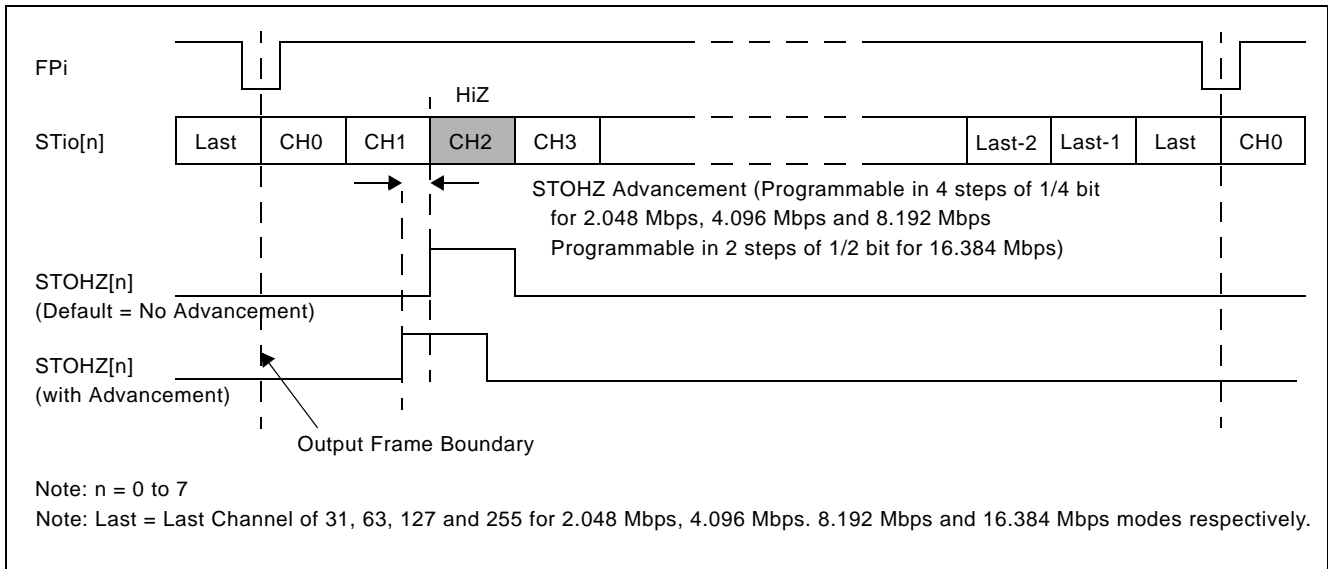 FPi
HiZ
STio[n] Last CH0 CH1 CH2 CH3 Last-2 Last-1 Last CH0
STOHZ Advancement (Programmable in 4 steps of 1/4 bit
for 2.048 Mbps, 4.096 Mbps and 8.192 Mbps
Programmable in 2 steps of 1/2 bit for 16.384 Mbps)
STOHZ[n]
(Default = No Advancement)
STOHZ[n]
(with Advancement)
Output Frame Boundary
Note: n = 0 to 7
Note: Last = Last Channel of 31, 63, 127 and 255 for 2.048 Mbps, 4.096 Mbps. 8.192 Mbps and 16.384 Mbps modes respectively.